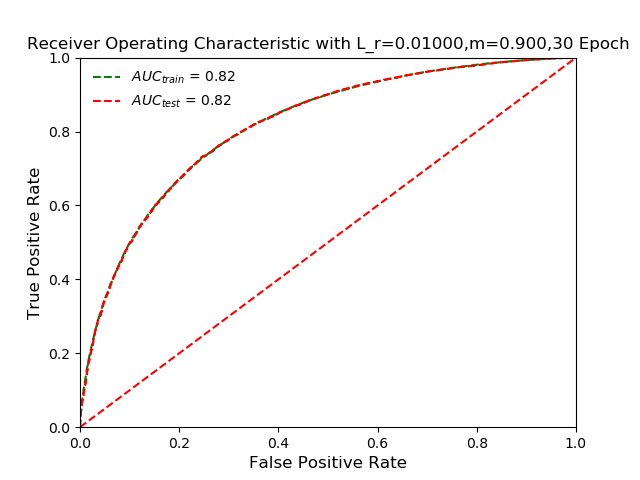 Receiver Operating Characteristic with L_r=0.01000,m=0.900,30 Epoch
1.0
AUCtrain = 0.82
AUCtest = 0.82
0.8
0.6
0.4
0.2
0.0
True Positive Rate
0.0 0.2 0.4 0.6 0.8 1.0
False Positive Rate